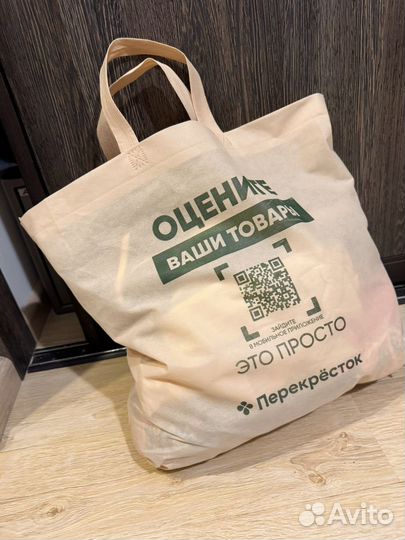 ОЦЕНИТЕ
ВАШИ ТОВАРЫ
ЗАЙДИТЕ
В МОБИЛЬНОЕ ПРИЛОЖЕНИЕ
ЭТО ПРОСТО
Перекрёсток
Avito